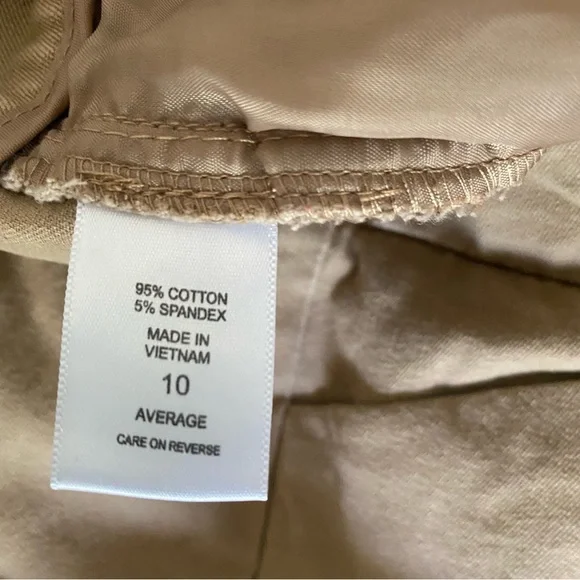 95% COTTON
5% SPANDEX
MADE IN
VIETNAM
10
AVERAGE
CARE ON REVERSE